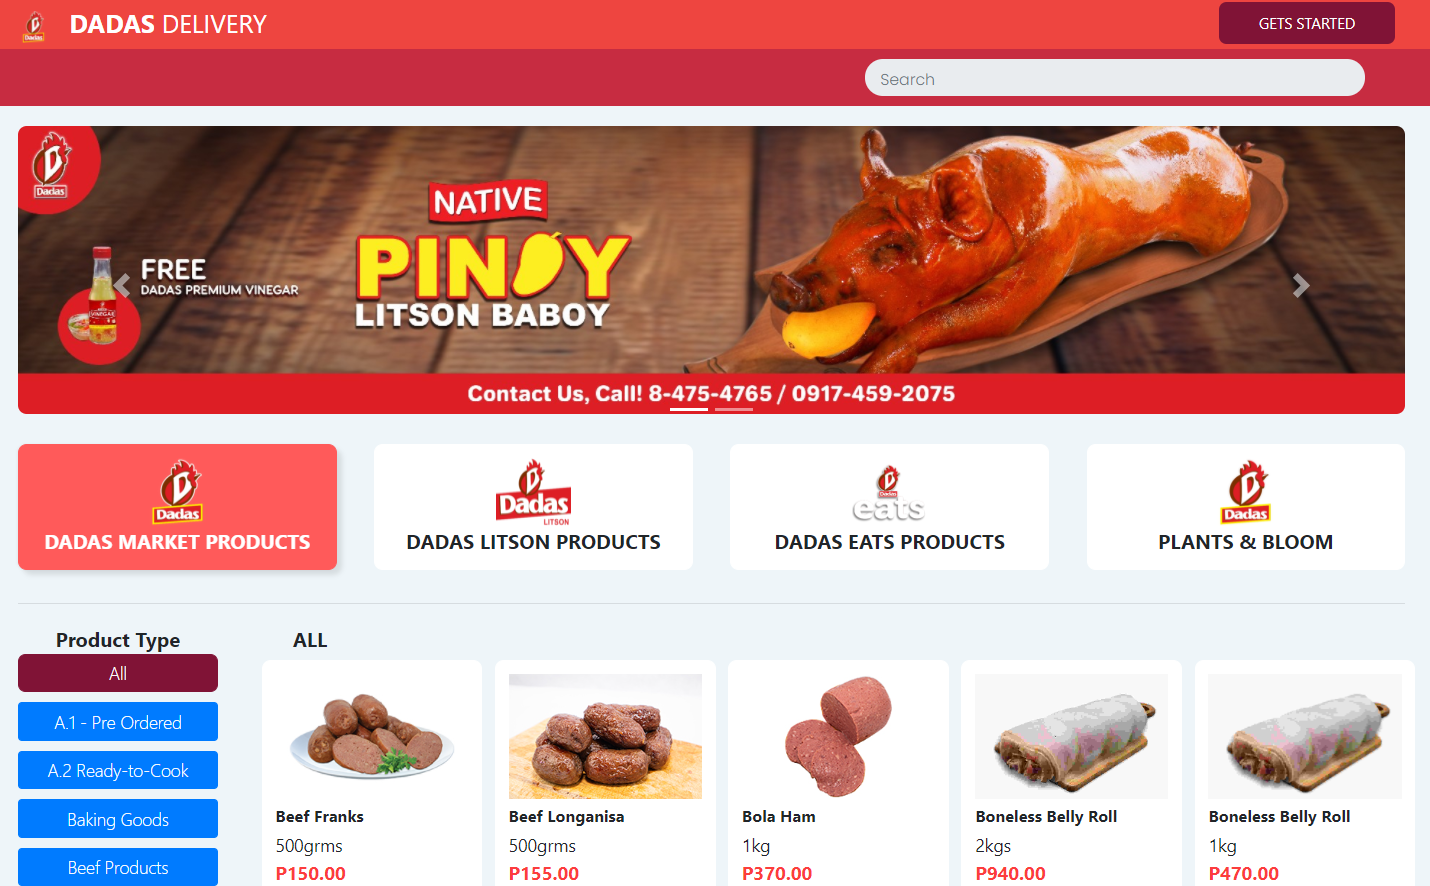 DADAS DELIVERY
GETS STARTED
Search
Dadas
NATIVE
PINOY
LITSON BABOY
FREE
DADAS PREMIUM VINEGAR
VINEGAR
Contact Us, Call! 8-475-4765 / 0917-459-2075
Dadas
DADAS MARKET PRODUCTS
Dadas
LITSON
DADAS LITSON PRODUCTS
Dadas
eats
DADAS EATS PRODUCTS
Dadas
PLANTS & BLOOM
Product Type
All
A.1 - Pre Ordered
A.2 Ready-to-Cook
Baking Goods
Beef Products
ALL
Beef Franks
500grms
P150.00
Beef Longanisa
500grms
P155.00
Bola Ham
1kg
P370.00
Boneless Belly Roll
2kgs
P940.00
Boneless Belly Roll
1kg
P470.00